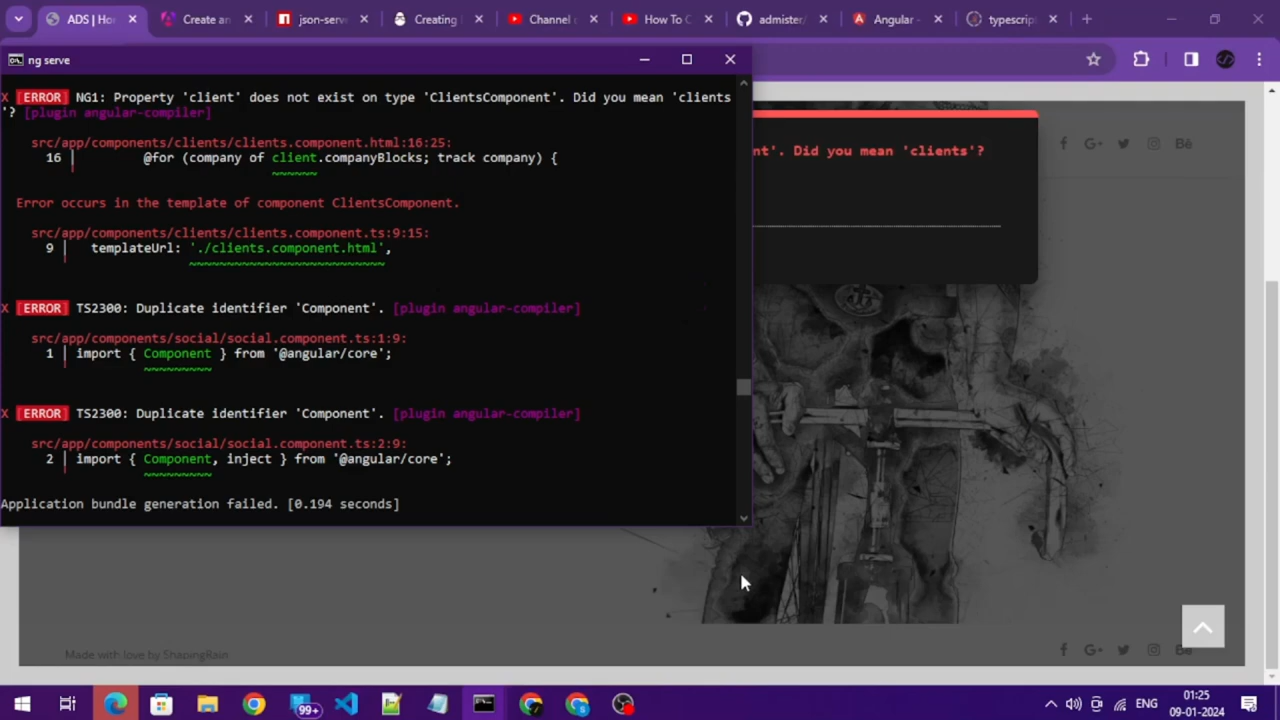 ADS | Ho
Create an
json-serv
Creating
Channel c
How To C
admister/
Angular -
typescrip
ng serve
X [ERROR] NG1: Property 'client' does not exist on type 'ClientsComponent'. Did you mean 'clients
'? [plugin angular-compiler]
src/app/components/clients/clients.component.html:16:25:
16 │ @for (company of client.companyBlocks; track company) {
~~~~~~
Error occurs in the template of component ClientsComponent.
src/app/components/clients/clients.component.ts:9:15:
9 │ templateUrl: './clients.component.html',
~~~~~~~~~~~~~~~~~~~~~~~~~~
X [ERROR] TS2300: Duplicate identifier 'Component'. [plugin angular-compiler]
src/app/components/social/social.component.ts:1:9:
1 │ import { Component } from '@angular/core';
~~~~~~~~~
X [ERROR] TS2300: Duplicate identifier 'Component'. [plugin angular-compiler]
src/app/components/social/social.component.ts:2:9:
2 │ import { Component, inject } from '@angular/core';
~~~~~~~~~
Application bundle generation failed. [0.194 seconds]
nt'. Did you mean 'clients'?
Made with love by ShapingRain
99+
ENG
01:25
09-01-2024